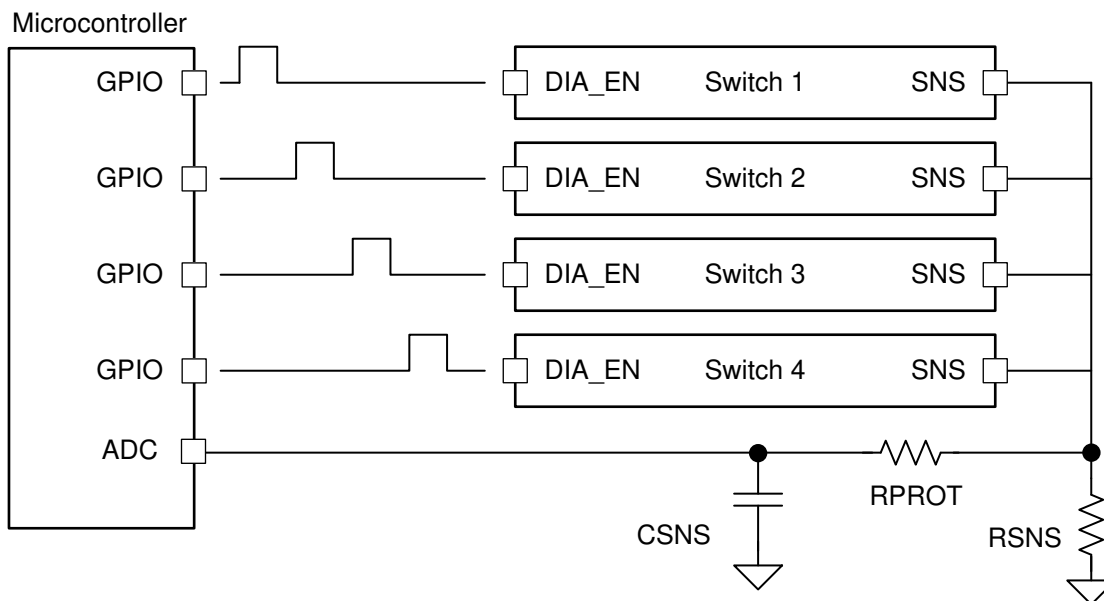 Microcontroller
GPIO DIA_EN Switch 1 SNS
GPIO DIA_EN Switch 2 SNS
GPIO DIA_EN Switch 3 SNS
GPIO DIA_EN Switch 4 SNS
ADC
RPROT
CSNS
RSNS